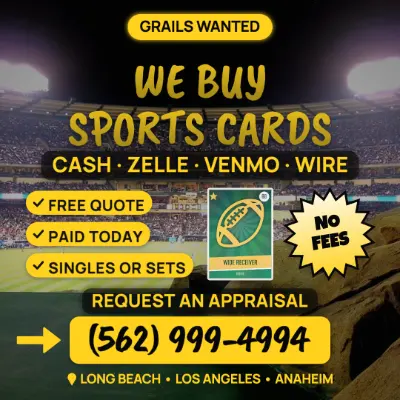 GRAILS WANTED
WE BUY
SPORTS CARDS
CASH · ZELLE · VENMO · WIRE
FREE QUOTE
PAID TODAY
SINGLES OR SETS
WIDE RECEIVER
NO
FEES
REQUEST AN APPRAISAL
(562) 999-4994
LONG BEACH • LOS ANGELES • ANAHEIM